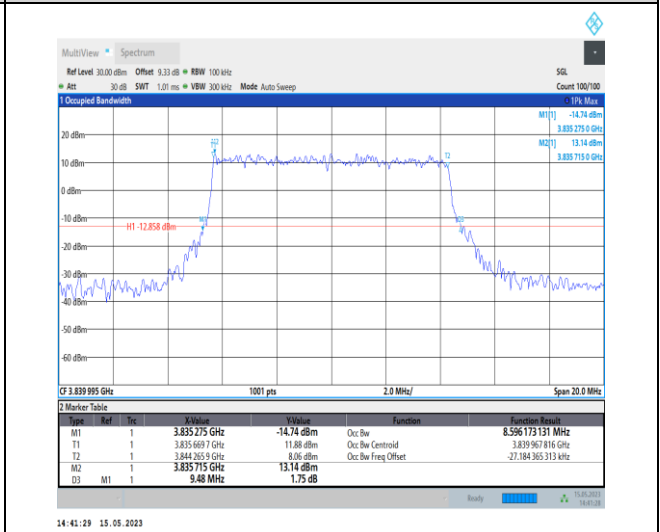 MultiView Spectrum
Ref Level 30.00 dBm Offset 9.33 dB RBW 100 kHz SGL
Att 30 dB SWT 1.01 ms VBW 300 kHz Mode Auto Sweep Count 100/100
1 Occupied Bandwidth 1Pk Max
M1[1] -14.74 dBm
3.835 275 0 GHz
M2[1] 13.14 dBm
3.835 715 0 GHz
20 dBm
10 dBm
T2
0 dBm
-10 dBm
H1 -12.858 dBm
-20 dBm
-30 dBm
-40 dBm
-50 dBm
-60 dBm
CF 3.839 995 GHz 1001 pts 2.0 MHz/ Span 20.0 MHz
2 Marker Table
Type Ref Trc X-Value Y-Value Function Function Result
M1 1 3.835 275 GHz -14.74 dBm Occ Bw 8.596 173 131 MHz
T1 1 3.835 669 7 GHz 11.88 dBm Occ Bw Centroid 3.839 967 816 GHz
T2 1 3.844 265 9 GHz 8.06 dBm Occ Bw Freq Offset -27.184 365 313 kHz
M2 1 3.835 715 GHz 13.14 dBm
D3 M1 1 9.48 MHz 1.75 dB
Ready 15.05.2023
14:41:28
14:41:29 15.05.2023